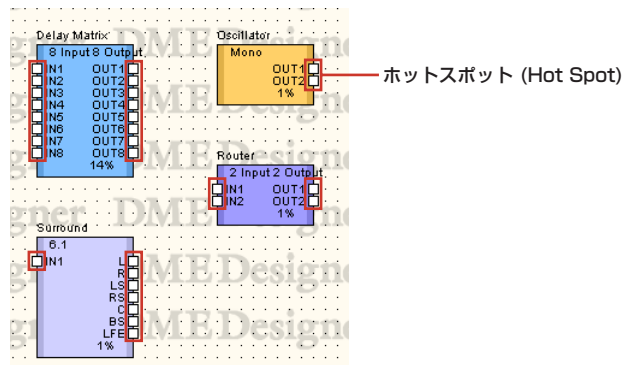 Delay Matrix
8 Input 8 Output
IN1 OUT1
IN2 OUT2
IN3 OUT3
IN4 OUT4
IN5 OUT5
IN6 OUT6
IN7 OUT7
IN8 OUT8
14%
Oscillator
Mono
OUT1
OUT2
1%
ホットスポット (Hot Spot)
Router
2 Input 2 Output
IN1 OUT1
IN2 OUT2
1%
Surround
6.1
IN1 L
R
LS
RS
C
BS
LFE
1%
DME Designer